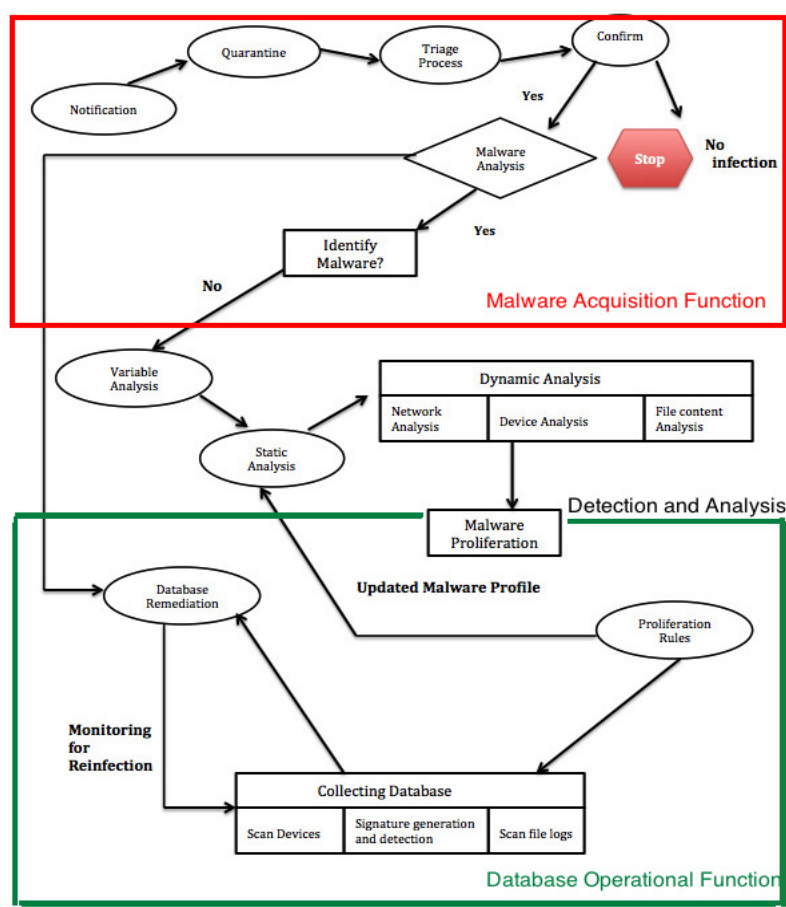 Confirm
Quarantine
Triage
Process
Notification
Yes
Malware
Analysis
Stop
No
infection
Yes
Identify
Malware?
No
Malware Acquisition Function
Variable
Analysis
Dynamic Analysis
Network
Analysis
Device Analysis
File content
Analysis
Static
Analysis
Detection and Analysis
Malware
Proliferation
Database
Remediation
Updated Malware Profile
Proliferation
Rules
Monitoring
for
Reinfection
Collecting Database
Scan Devices
Signature generation
and detection
Scan file logs
Database Operational Function